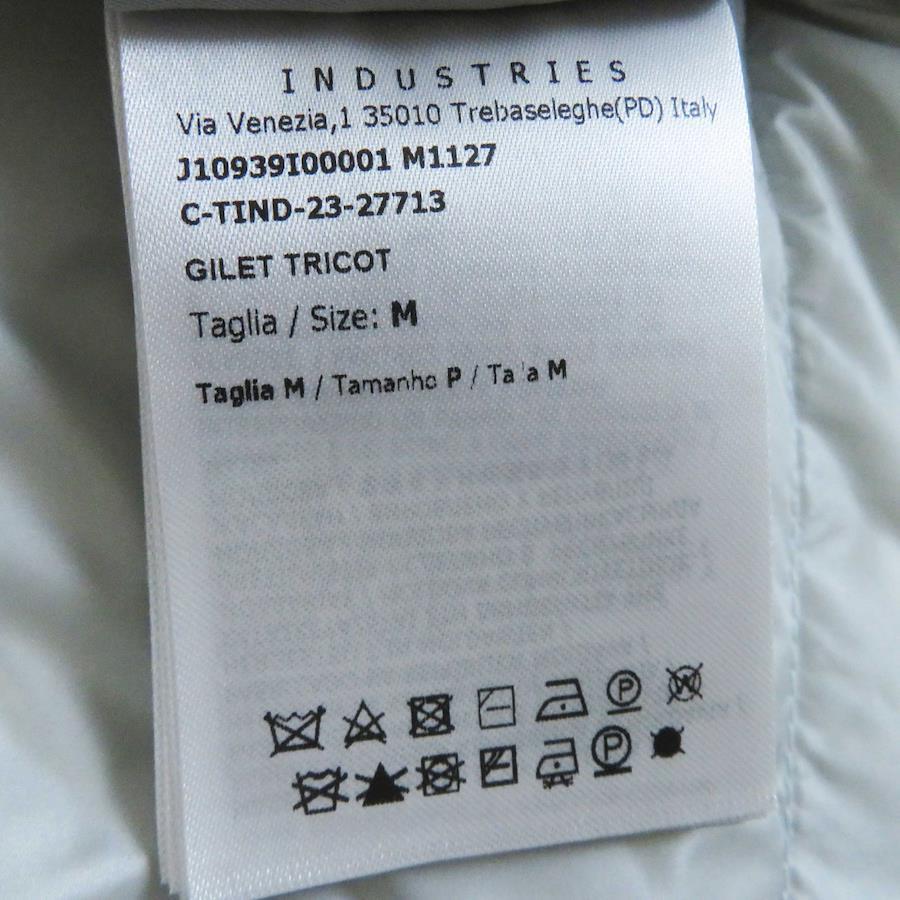 INDUSTRIES
Via Venezia,1 35010 Trebaseleghe(PD) Italy
J10939I00001 M1127
C-TIND-23-27713
GILET TRICOT
Taglia / Size: M
Taglia M / Tamanho P / Ta a M
P W
P